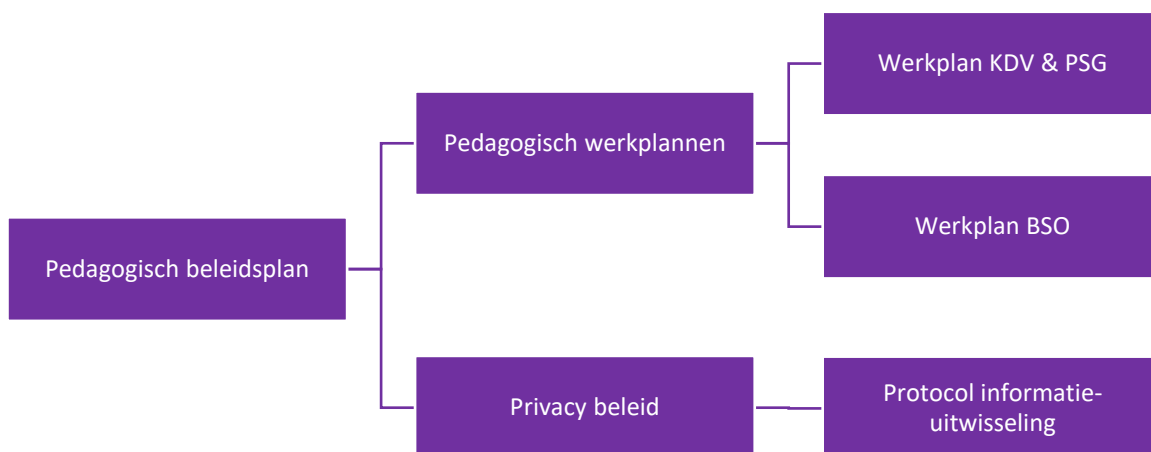 Werkplan KDV & PSG
Pedagogisch werkplannen
Werkplan BSO
Pedagogisch beleidsplan
Privacy beleid
Protocol informatie-
uitwisseling